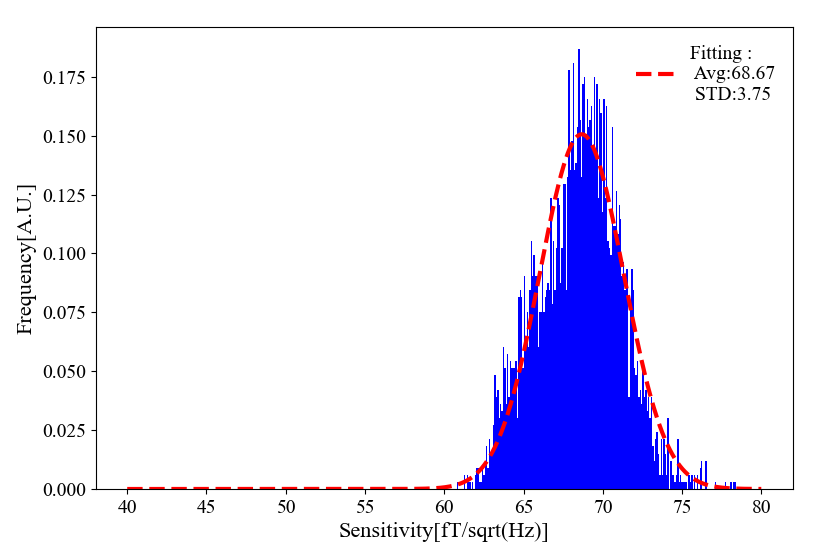 Fitting :
Avg:68.67
STD:3.75
0.175
0.150
0.125
0.100
0.075
0.050
0.025
0.000
Frequency[A.U.]
40 45 50 55 60 65 70 75 80
Sensitivity[fT/sqrt(Hz)]